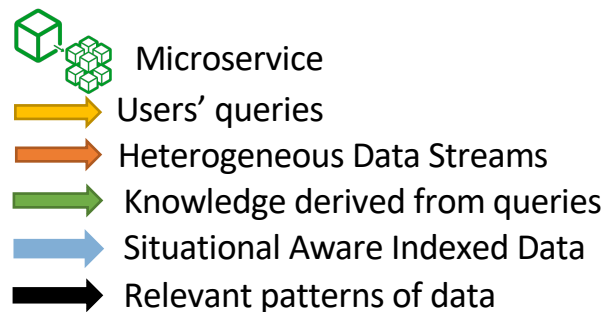 Microservice
Users' queries
Heterogeneous Data Streams
Knowledge derived from queries
Situational Aware Indexed Data
Relevant patterns of data